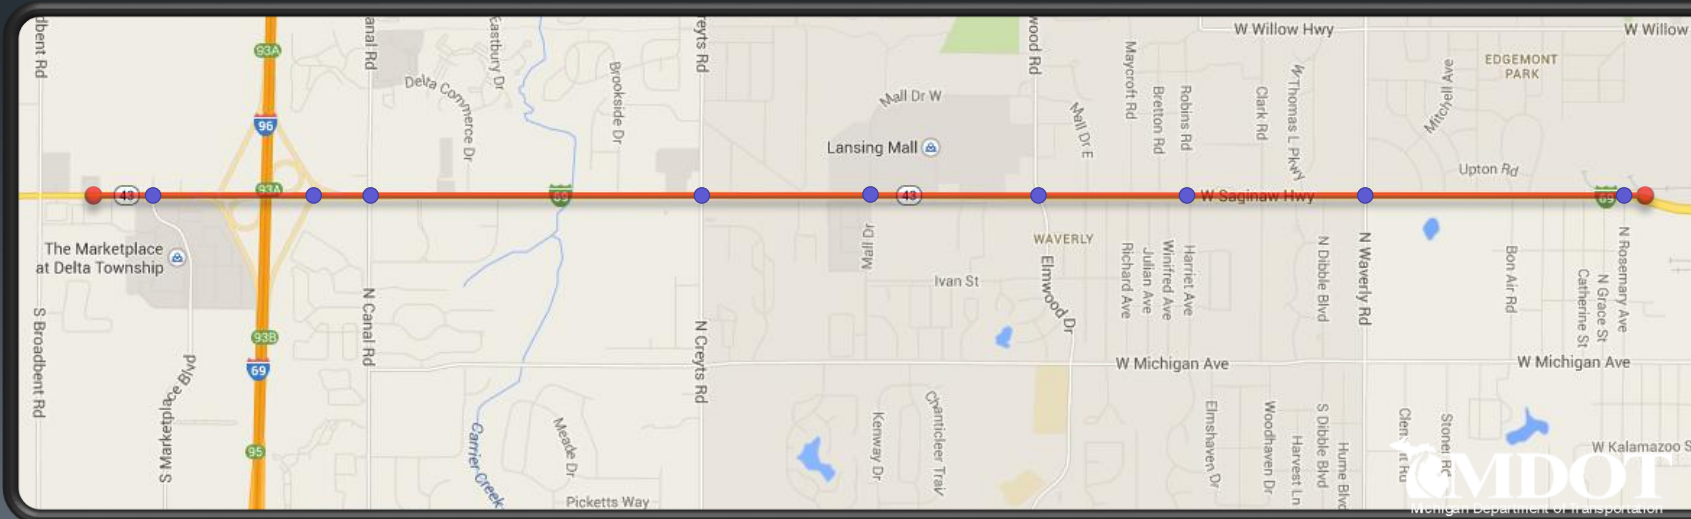 dbent Rd
93A
anal Rd
Eastbury Dr
eyts Rd
wood Rd
W Willow Hwy
W Willow
EDGEMONT
PARK
Delta Commerce Dr
Brookside Dr
Mall Dr W
Maycroft Rd
Bretton Rd
Robins Rd
Clark Rd
W Thomas L Pkwy
Mitchell Ave
96
Lansing Mall
Mall Dr E
Upton Rd
43
93A
69
43
W Saginaw Hwy
69
The Marketplace
at Delta Township
Mall Dr
WAVERLY
Ivan St
Elmwood Dr
Richard Ave
Julian Ave
Winifred Ave
Harriet Ave
N Dibble Blvd
N Waverly Rd
Bon Air Rd
Catherine St
N Grace St
N Rosemary Ave
S Broadbent Rd
N Canal Rd
N Creyts Rd
93B
69
W Michigan Ave
W Michigan Ave
S Marketplace Blvd
95
Carrier Creek
Meade Dr
Picketts Way
Kenway Dr
Chanticleer Trail
Elmshaven Dr
Woodhaven Dr
Harvest Ln
S Dibble Blvd
Hume Blvd
Stoner Rd
W Kalamazoo S
MDOT
Michigan Department of Transportation